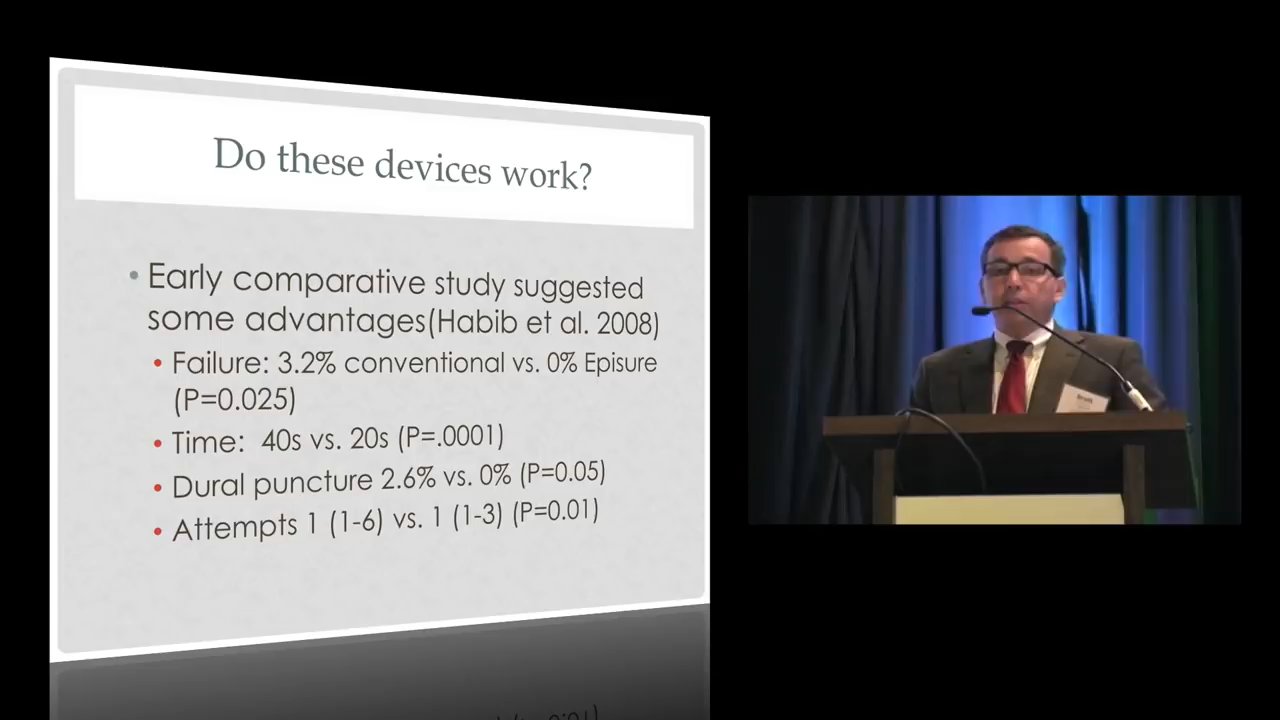 Do these devices work?
• Early comparative study suggested
some advantages(Habib et al. 2008)
• Failure: 3.2% conventional vs. 0% Episure
(P=0.025)
• Time: 40s vs. 20s (P=.0001)
• Dural puncture 2.6% vs. 0% (P=0.05)
• Attempts 1 (1-6) vs. 1 (1-3) (P=0.01)